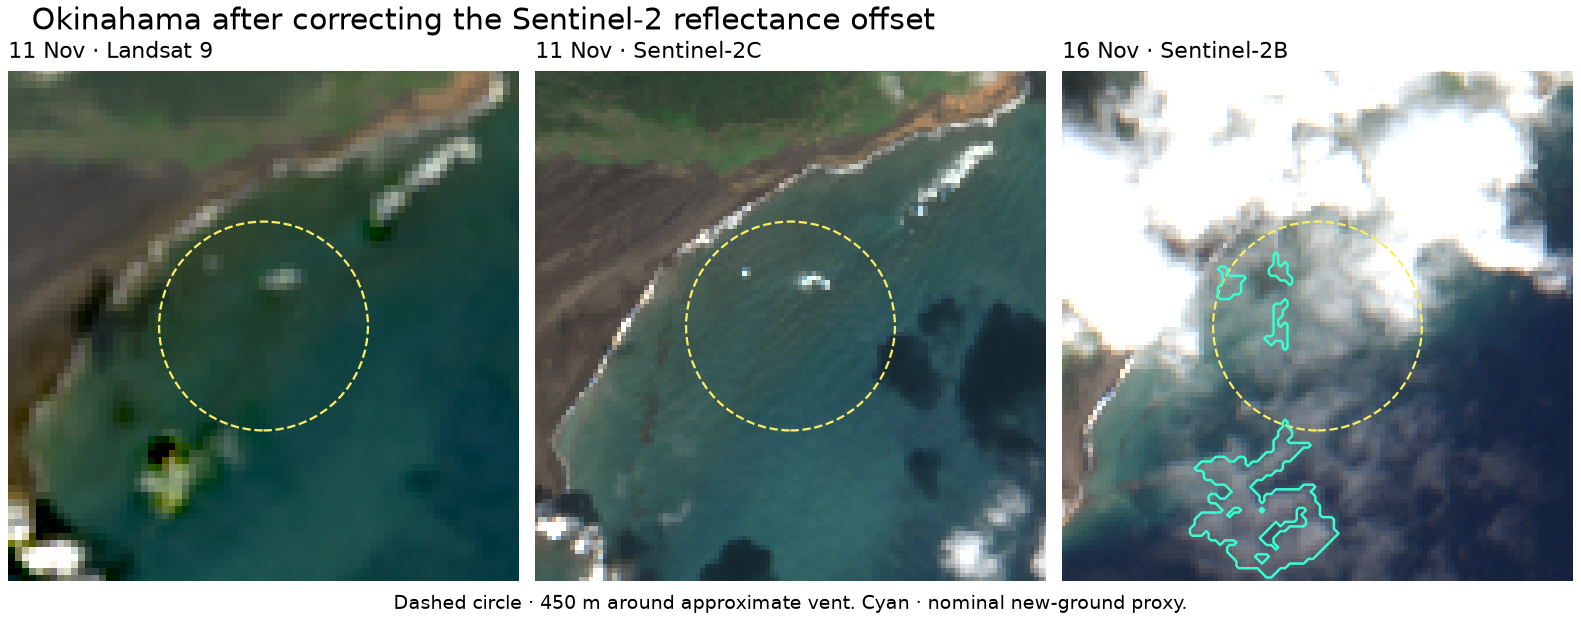 Okinahama after correcting the Sentinel-2 reflectance offset
11 Nov · Landsat 9
11 Nov · Sentinel-2C
16 Nov · Sentinel-2B
Dashed circle · 450 m around approximate vent. Cyan · nominal new-ground proxy.